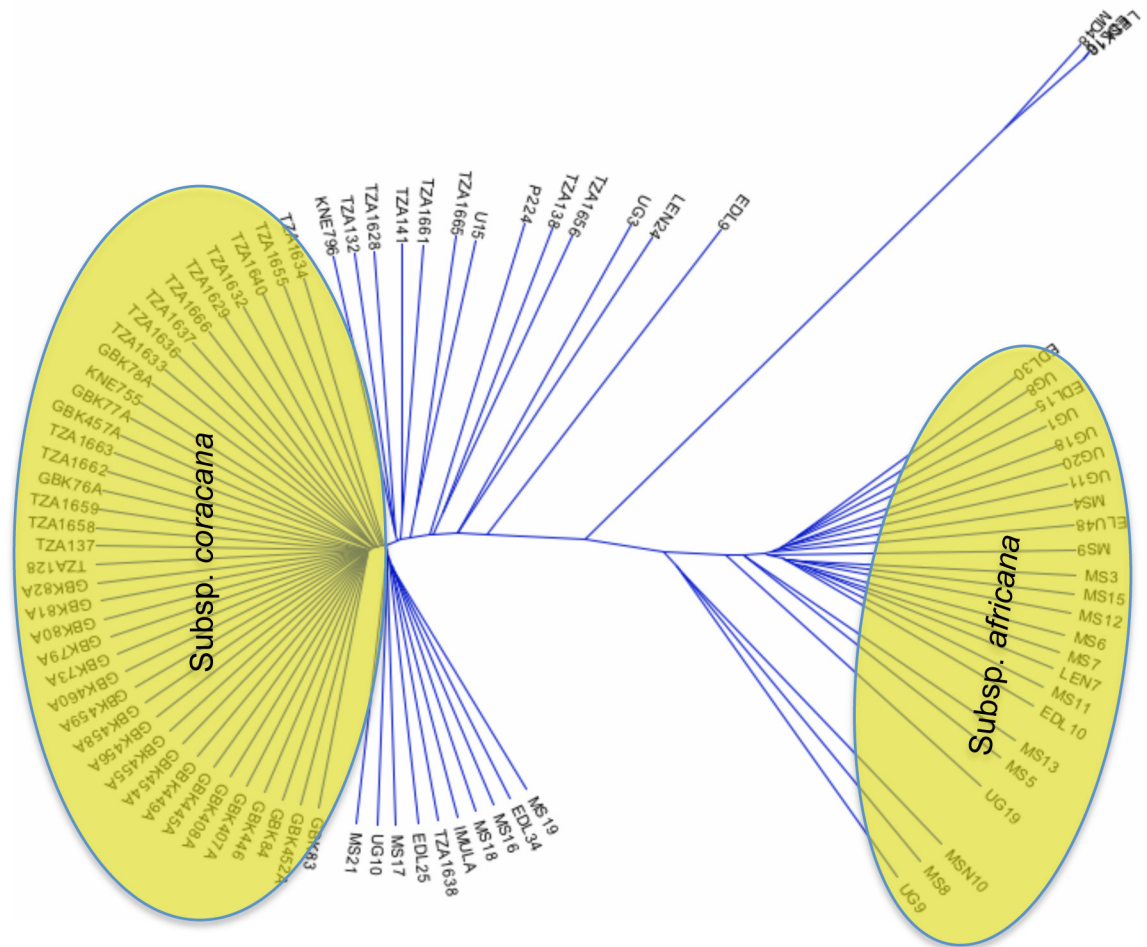 MD48
KNE796
TZA132
TZA1628
TZA141
TZA1661
TZA1665
U15
P224
TZA138
TZA1656
UG3
LEN24
EDL9
TZA1634
TZA1655
TZA1640
TZA1632
TZA1629
TZA1666
TZA1637
TZA1636
TZA1633
GBK78A
KNE755
GBK77A
GBK457A
TZA1663
TZA1662
GBK76A
TZA1659
TZA1658
TZA137
TZA128
GBK82A
GBK81A
GBK80A
GBK79A
GBK73A
GBK460A
GBK459A
GBK458A
GBK456A
GBK455A
GBK454A
GBK449A
GBK445A
GBK408A
GBK407A
GBK446
GBK84
GBK452A
GBK83
Subsp. coracana
MS21
UG10
MS17
EDL25
TZA1638
IMULA
MS18
MS16
EDL34
MS19
EDL30
UG8
EDL15
UG1
UG18
UG20
UG11
MS4
ELU48
MS9
MS3
MS15
MS12
MS6
MS7
LEN7
MS11
EDL10
MS13
MS5
UG19
MSN10
MS8
UG9
Subsp. africana